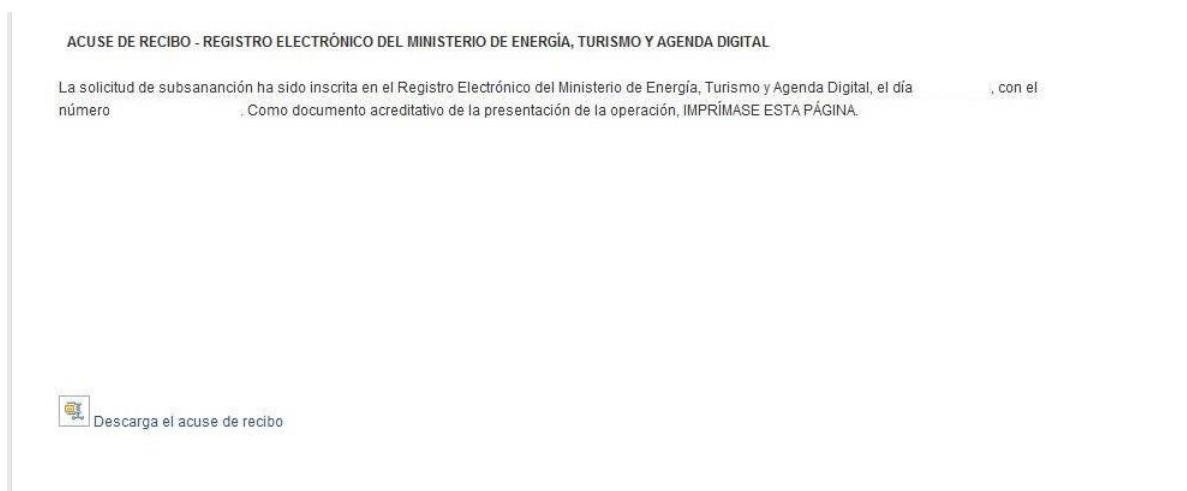 ACUSE DE RECIBO - REGISTRO ELECTRÓNICO DEL MINISTERIO DE ENERGÍA, TURISMO Y AGENDA DIGITAL
La solicitud de subsananción ha sido inscrita en el Registro Electrónico del Ministerio de Energía, Turismo y Agenda Digital, el día , con el
número . Como documento acreditativo de la presentación de la operación, IMPRÍMASE ESTA PÁGINA.
Descarga el acuse de recibo